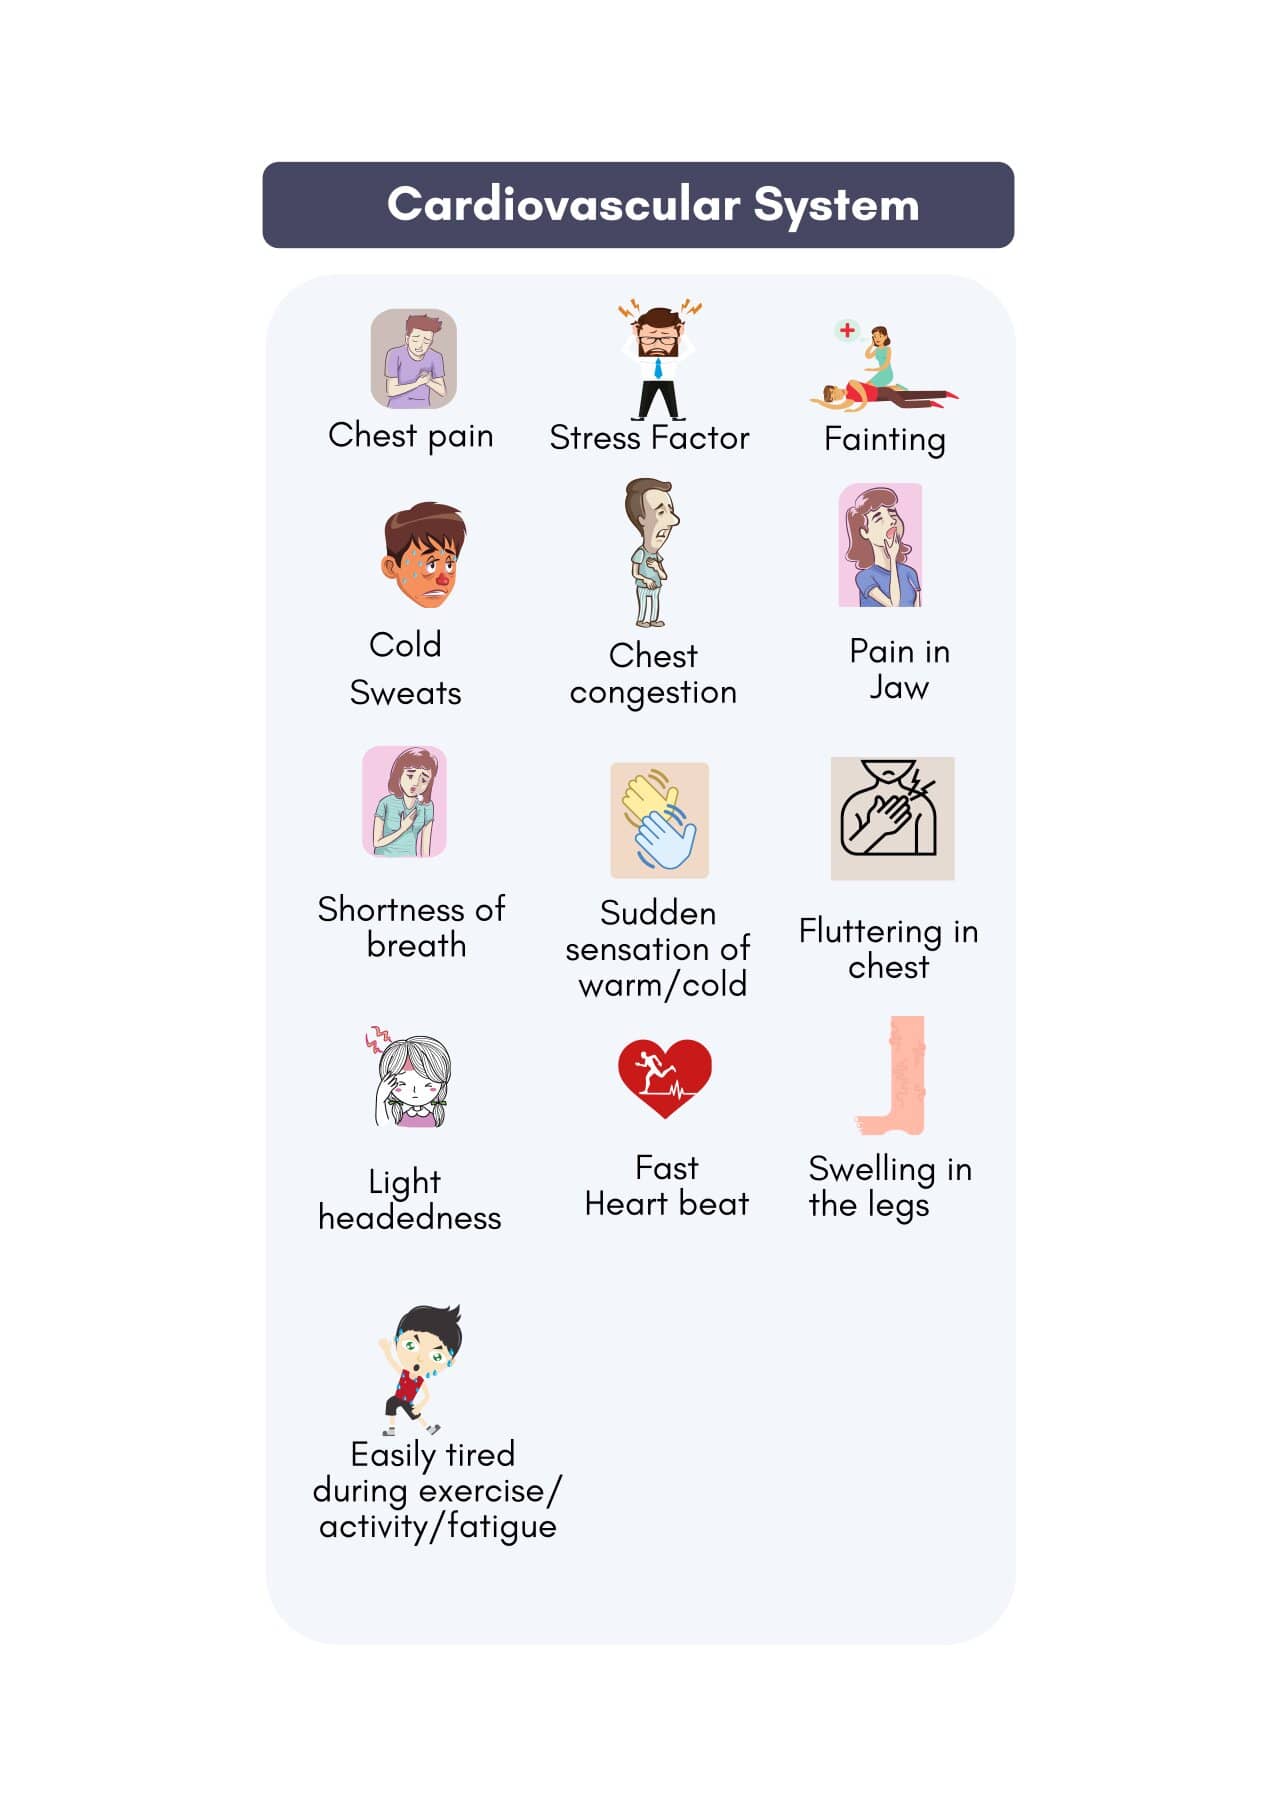 Cardiovascular System
Chest pain
Stress Factor
Fainting
Cold
Sweats
Chest
congestion
Pain in
Jaw
Shortness of
breath
Sudden
sensation of
warm/cold
Fluttering in
chest
Light
headedness
Fast
Heart beat
Swelling in
the legs
Easily tired
during exercise/
activity/fatigue